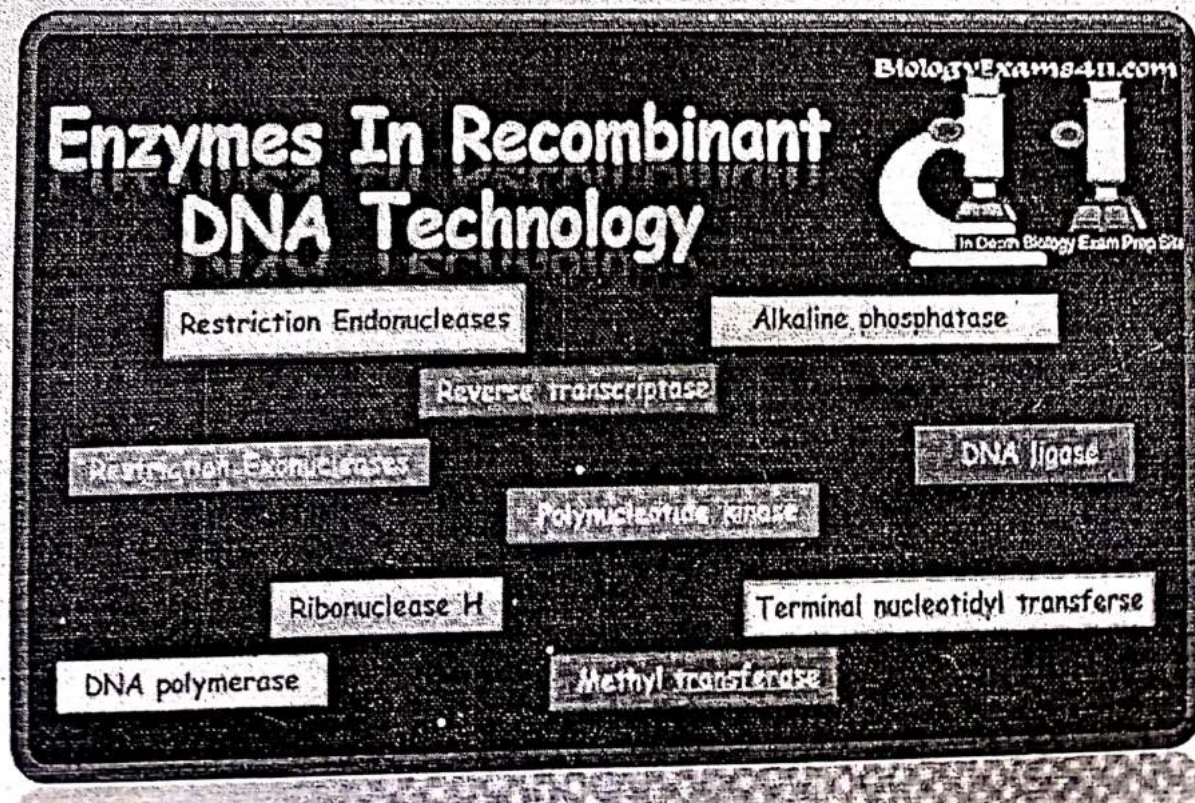 BiologyExams4u.com
Enzymes In Recombinant
DNA Technology
In Depth Biology Exam Prep Site
Restriction Endonucleases
Alkaline phosphatase
Reverse transcriptase
Restriction Exonucleases
DNA ligase
Polynucleotide kinase
Ribonuclease H
Terminal nucleotidyl transferse
DNA polymerase
Methyl transferase